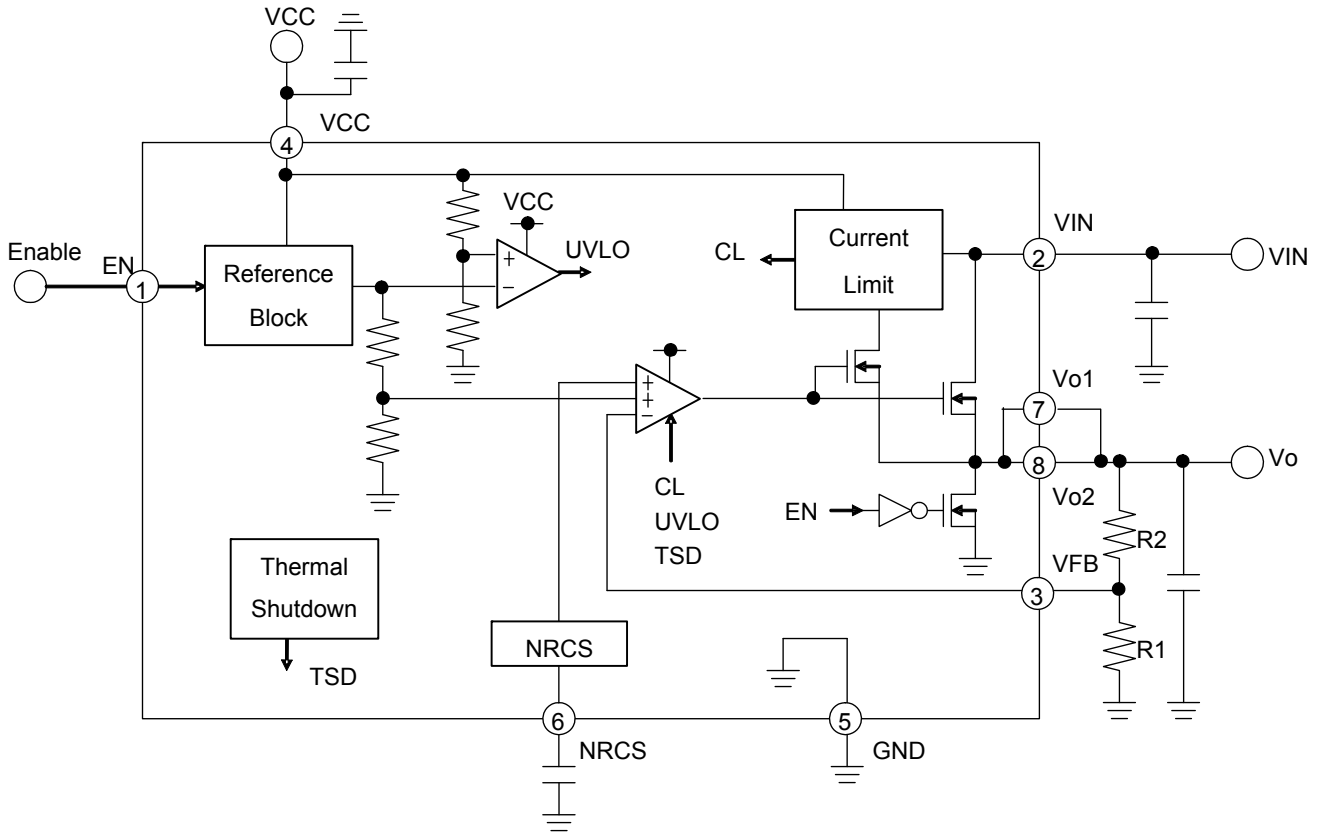 VCC
VCC
4
VCC
UVLO
+
−
Enable
EN
1
Reference
Block
CL
Current
Limit
VIN
2
VIN
+
+
−
CL
UVLO
TSD
Vo1
7
8
Vo2
Vo
EN
R2
VFB
3
R1
Thermal
Shutdown
TSD
NRCS
6
NRCS
5
GND